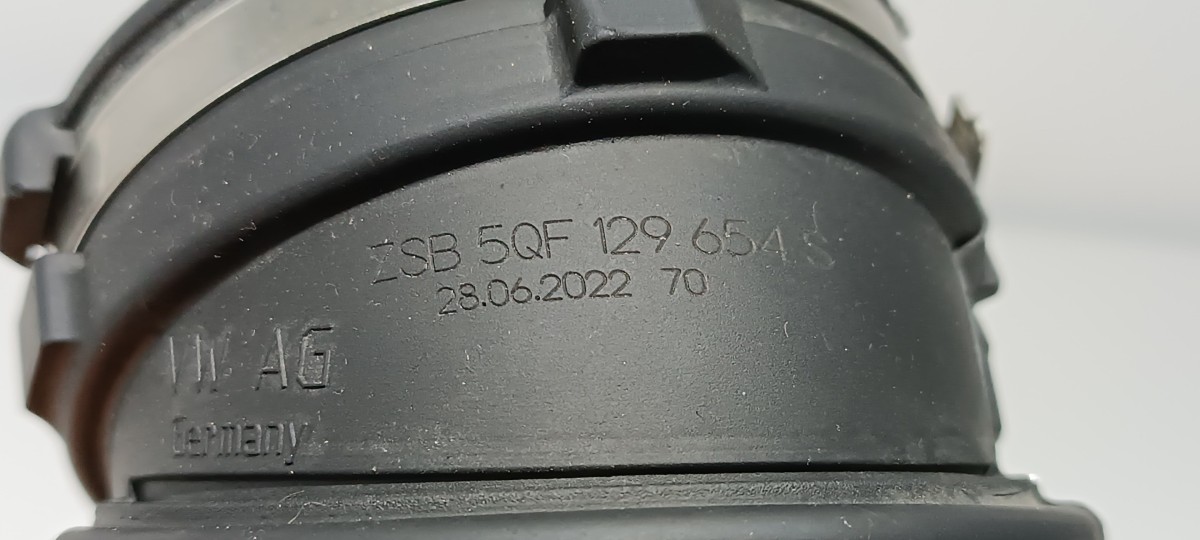 ZSB 5QF 129 654 S
28.06.2022 70
VW AG
Germany